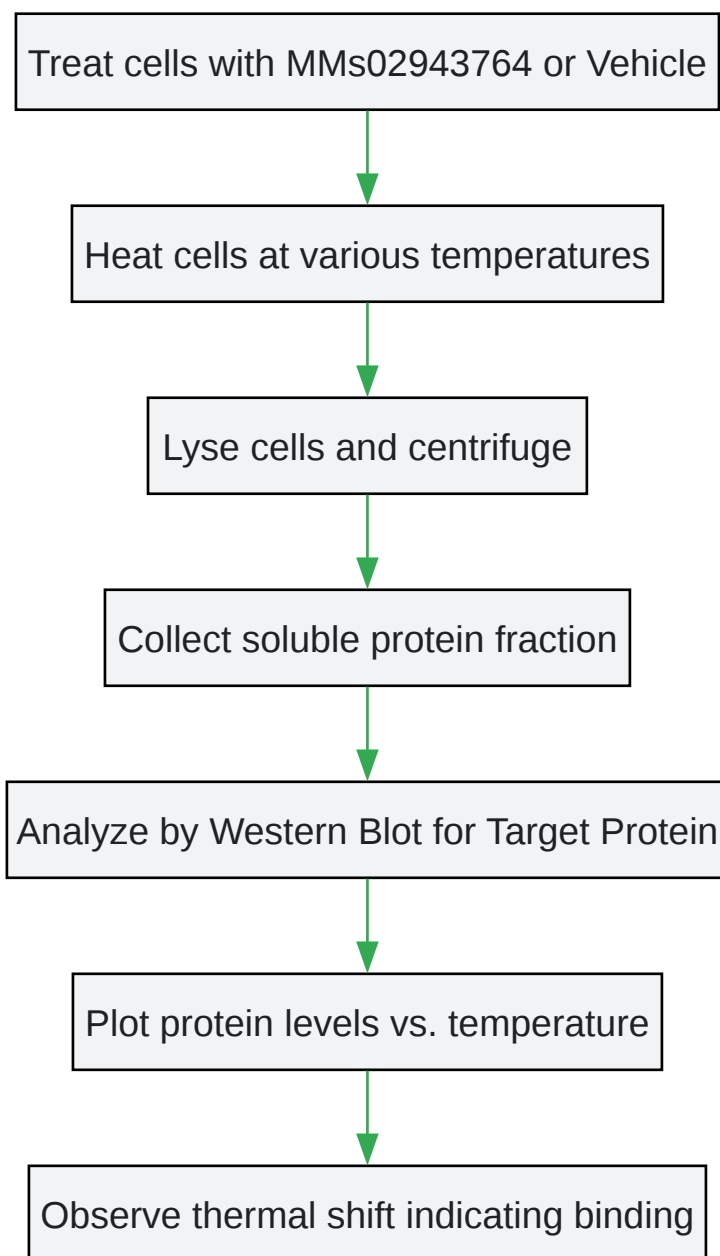 Treat cells with MMs02943764 or Vehicle
Heat cells at various temperatures
Lyse cells and centrifuge
Collect soluble protein fraction
Analyze by Western Blot for Target Protein
Plot protein levels vs. temperature
Observe thermal shift indicating binding